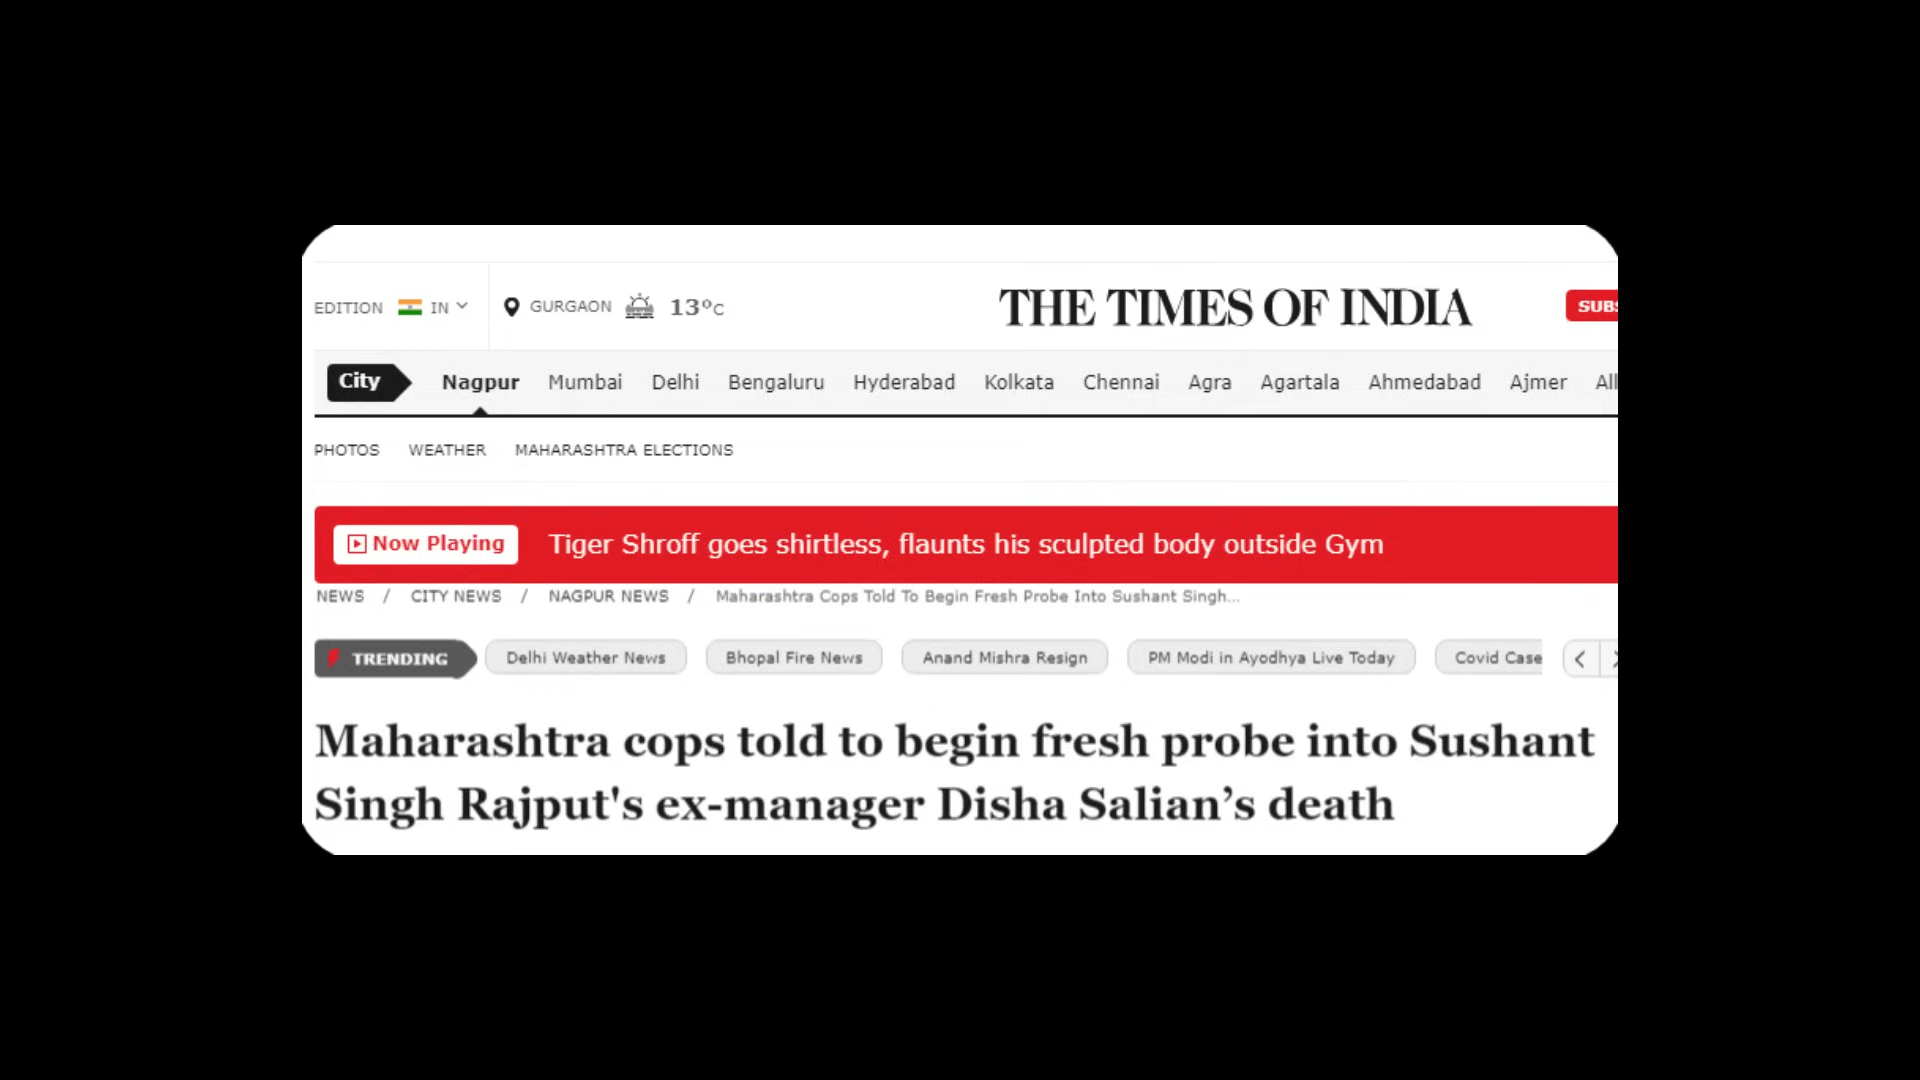 EDITION IN GURGAON 13°C THE TIMES OF INDIA SUBS
City Nagpur Mumbai Delhi Bengaluru Hyderabad Kolkata Chennai Agra Agartala Ahmedabad Ajmer All
PHOTOS WEATHER MAHARASHTRA ELECTIONS
Now Playing Tiger Shroff goes shirtless, flaunts his sculpted body outside Gym
NEWS / CITY NEWS / NAGPUR NEWS / Maharashtra Cops Told To Begin Fresh Probe Into Sushant Singh...
TRENDING Delhi Weather News Bhopal Fire News Anand Mishra Resign PM Modi in Ayodhya Live Today Covid Case
Maharashtra cops told to begin fresh probe into Sushant
Singh Rajput's ex-manager Disha Salian’s death